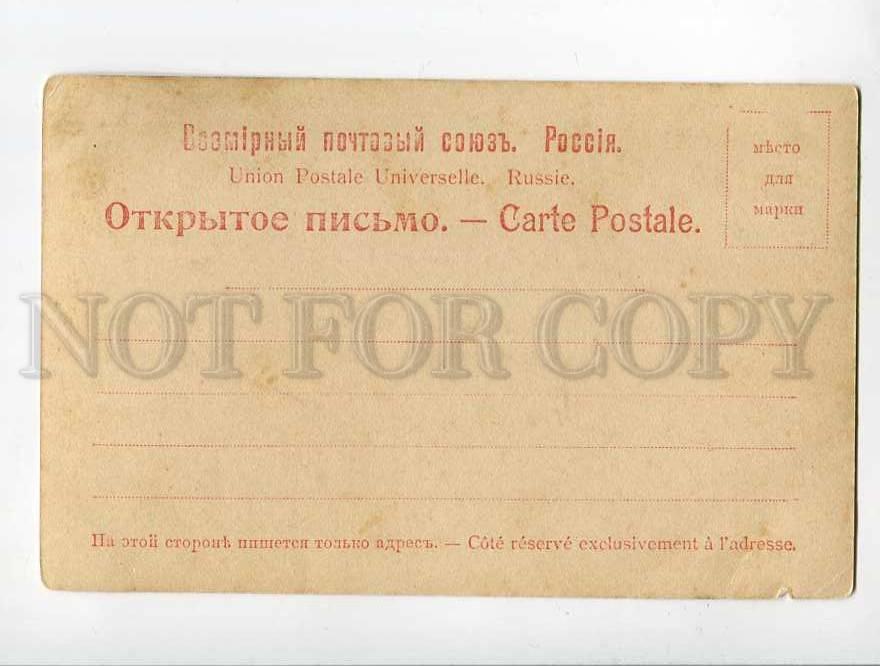 Всемірный почтовый союзъ. Россія.
Union Postale Universelle. Russie.
Открытое письмо. — Carte Postale.
мѣсто
для
марки
NOT FOR COPY
На этой сторонѣ пишется только адресъ. — Côté réservé exclusivement à l'adresse.